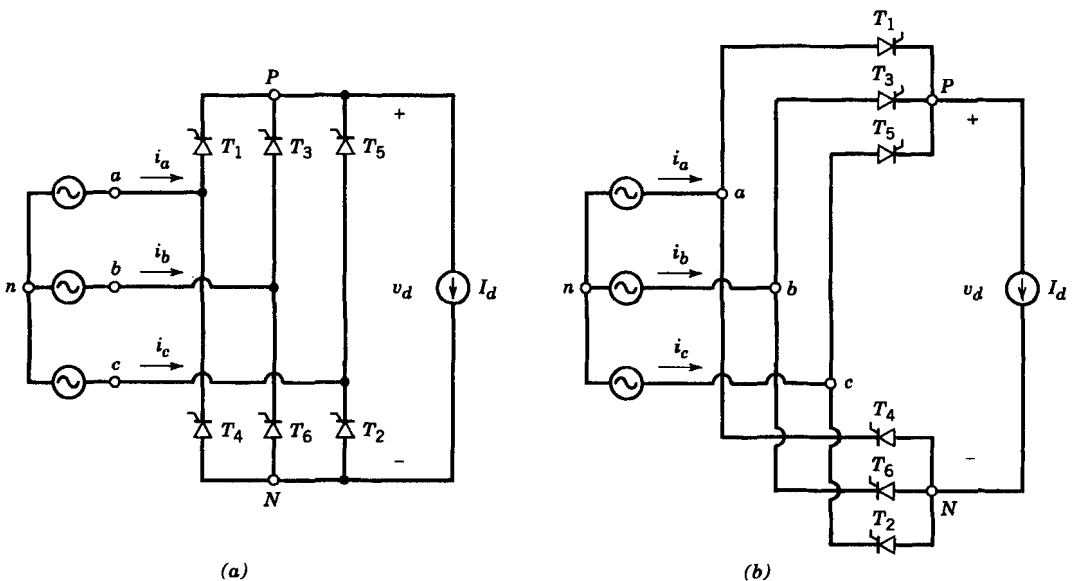 P
T1 T3 T5
+
a ia
b ib
n
vd Id
c ic
T4 T6 T2
−
N
(a)
T1
T3
P
T5
+
ia
a
ib
n b
vd Id
ic
c
T4
T6
−
N
T2
(b)